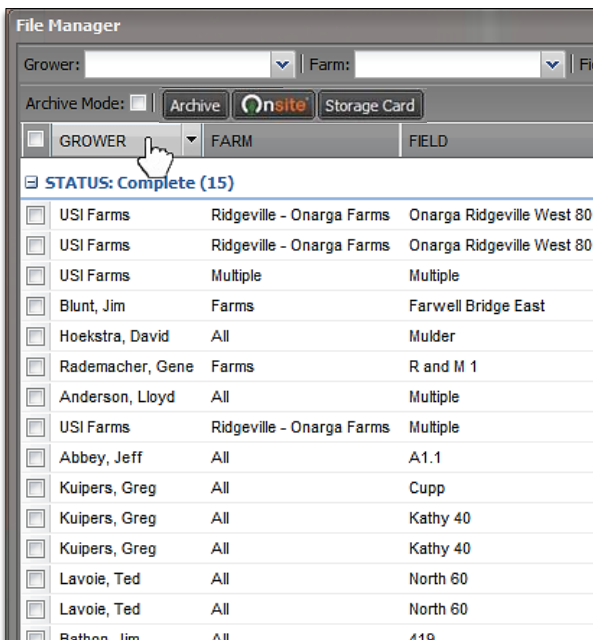 File Manager
Grower: Farm: Fi
Archive Mode: Archive Onsite Storage Card
GROWER FARM FIELD
STATUS: Complete (15)
USI Farms Ridgeville - Onarga Farms Onarga Ridgeville West 80
USI Farms Ridgeville - Onarga Farms Onarga Ridgeville West 80
USI Farms Multiple Multiple
Blunt, Jim Farms Farwell Bridge East
Hoekstra, David All Mulder
Rademacher, Gene Farms R and M 1
Anderson, Lloyd All Multiple
USI Farms Ridgeville - Onarga Farms Multiple
Abbey, Jeff All A1.1
Kuipers, Greg All Cupp
Kuipers, Greg All Kathy 40
Kuipers, Greg All Kathy 40
Lavoie, Ted All North 60
Lavoie, Ted All North 60
Bathon, Jim All 419